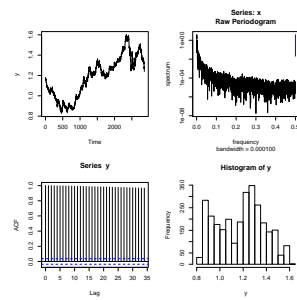 Series: x
Raw Periodogram
y
0.8 1.0 1.2 1.4 1.6
0 500 1000 2000
Time
spectrum
1e-08 1e-04 1e+00
0.0 0.1 0.2 0.3 0.4 0.5
frequency
bandwidth = 0.000100
Series y
ACF
0.0 0.2 0.4 0.6 0.8 1.0
0 5 10 15 20 25 30 35
Lag
Histogram of y
Frequency
0 50 150 250 350
0.8 1.0 1.2 1.4 1.6
y